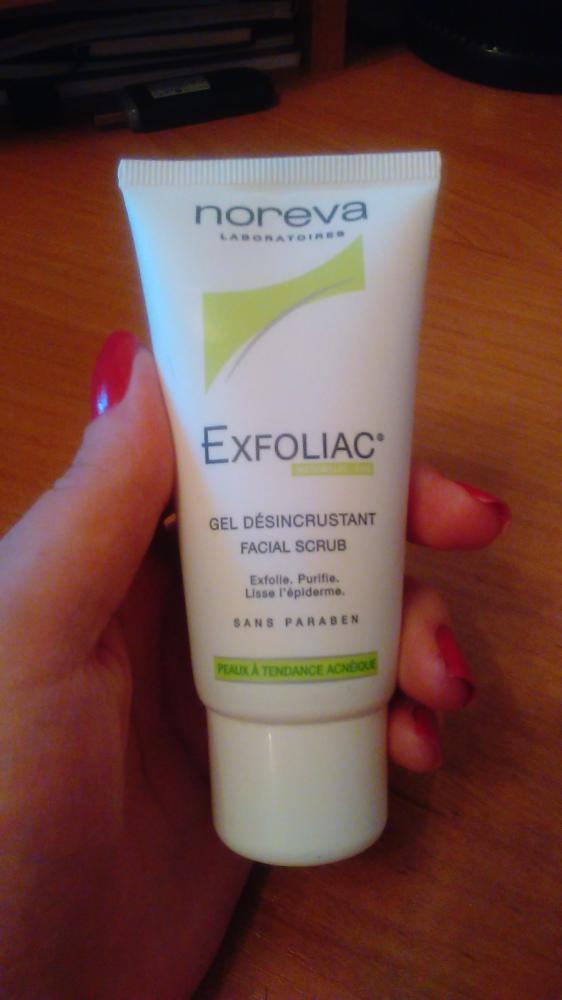 noreva
LABORATOIRES
EXFOLIAC®
GEL DÉSINCRUSTANT
FACIAL SCRUB
Exfolie. Purifie.
Lisse l'épiderme.
SANS PARABEN
PEAUX À TENDANCE ACNÉIQUE